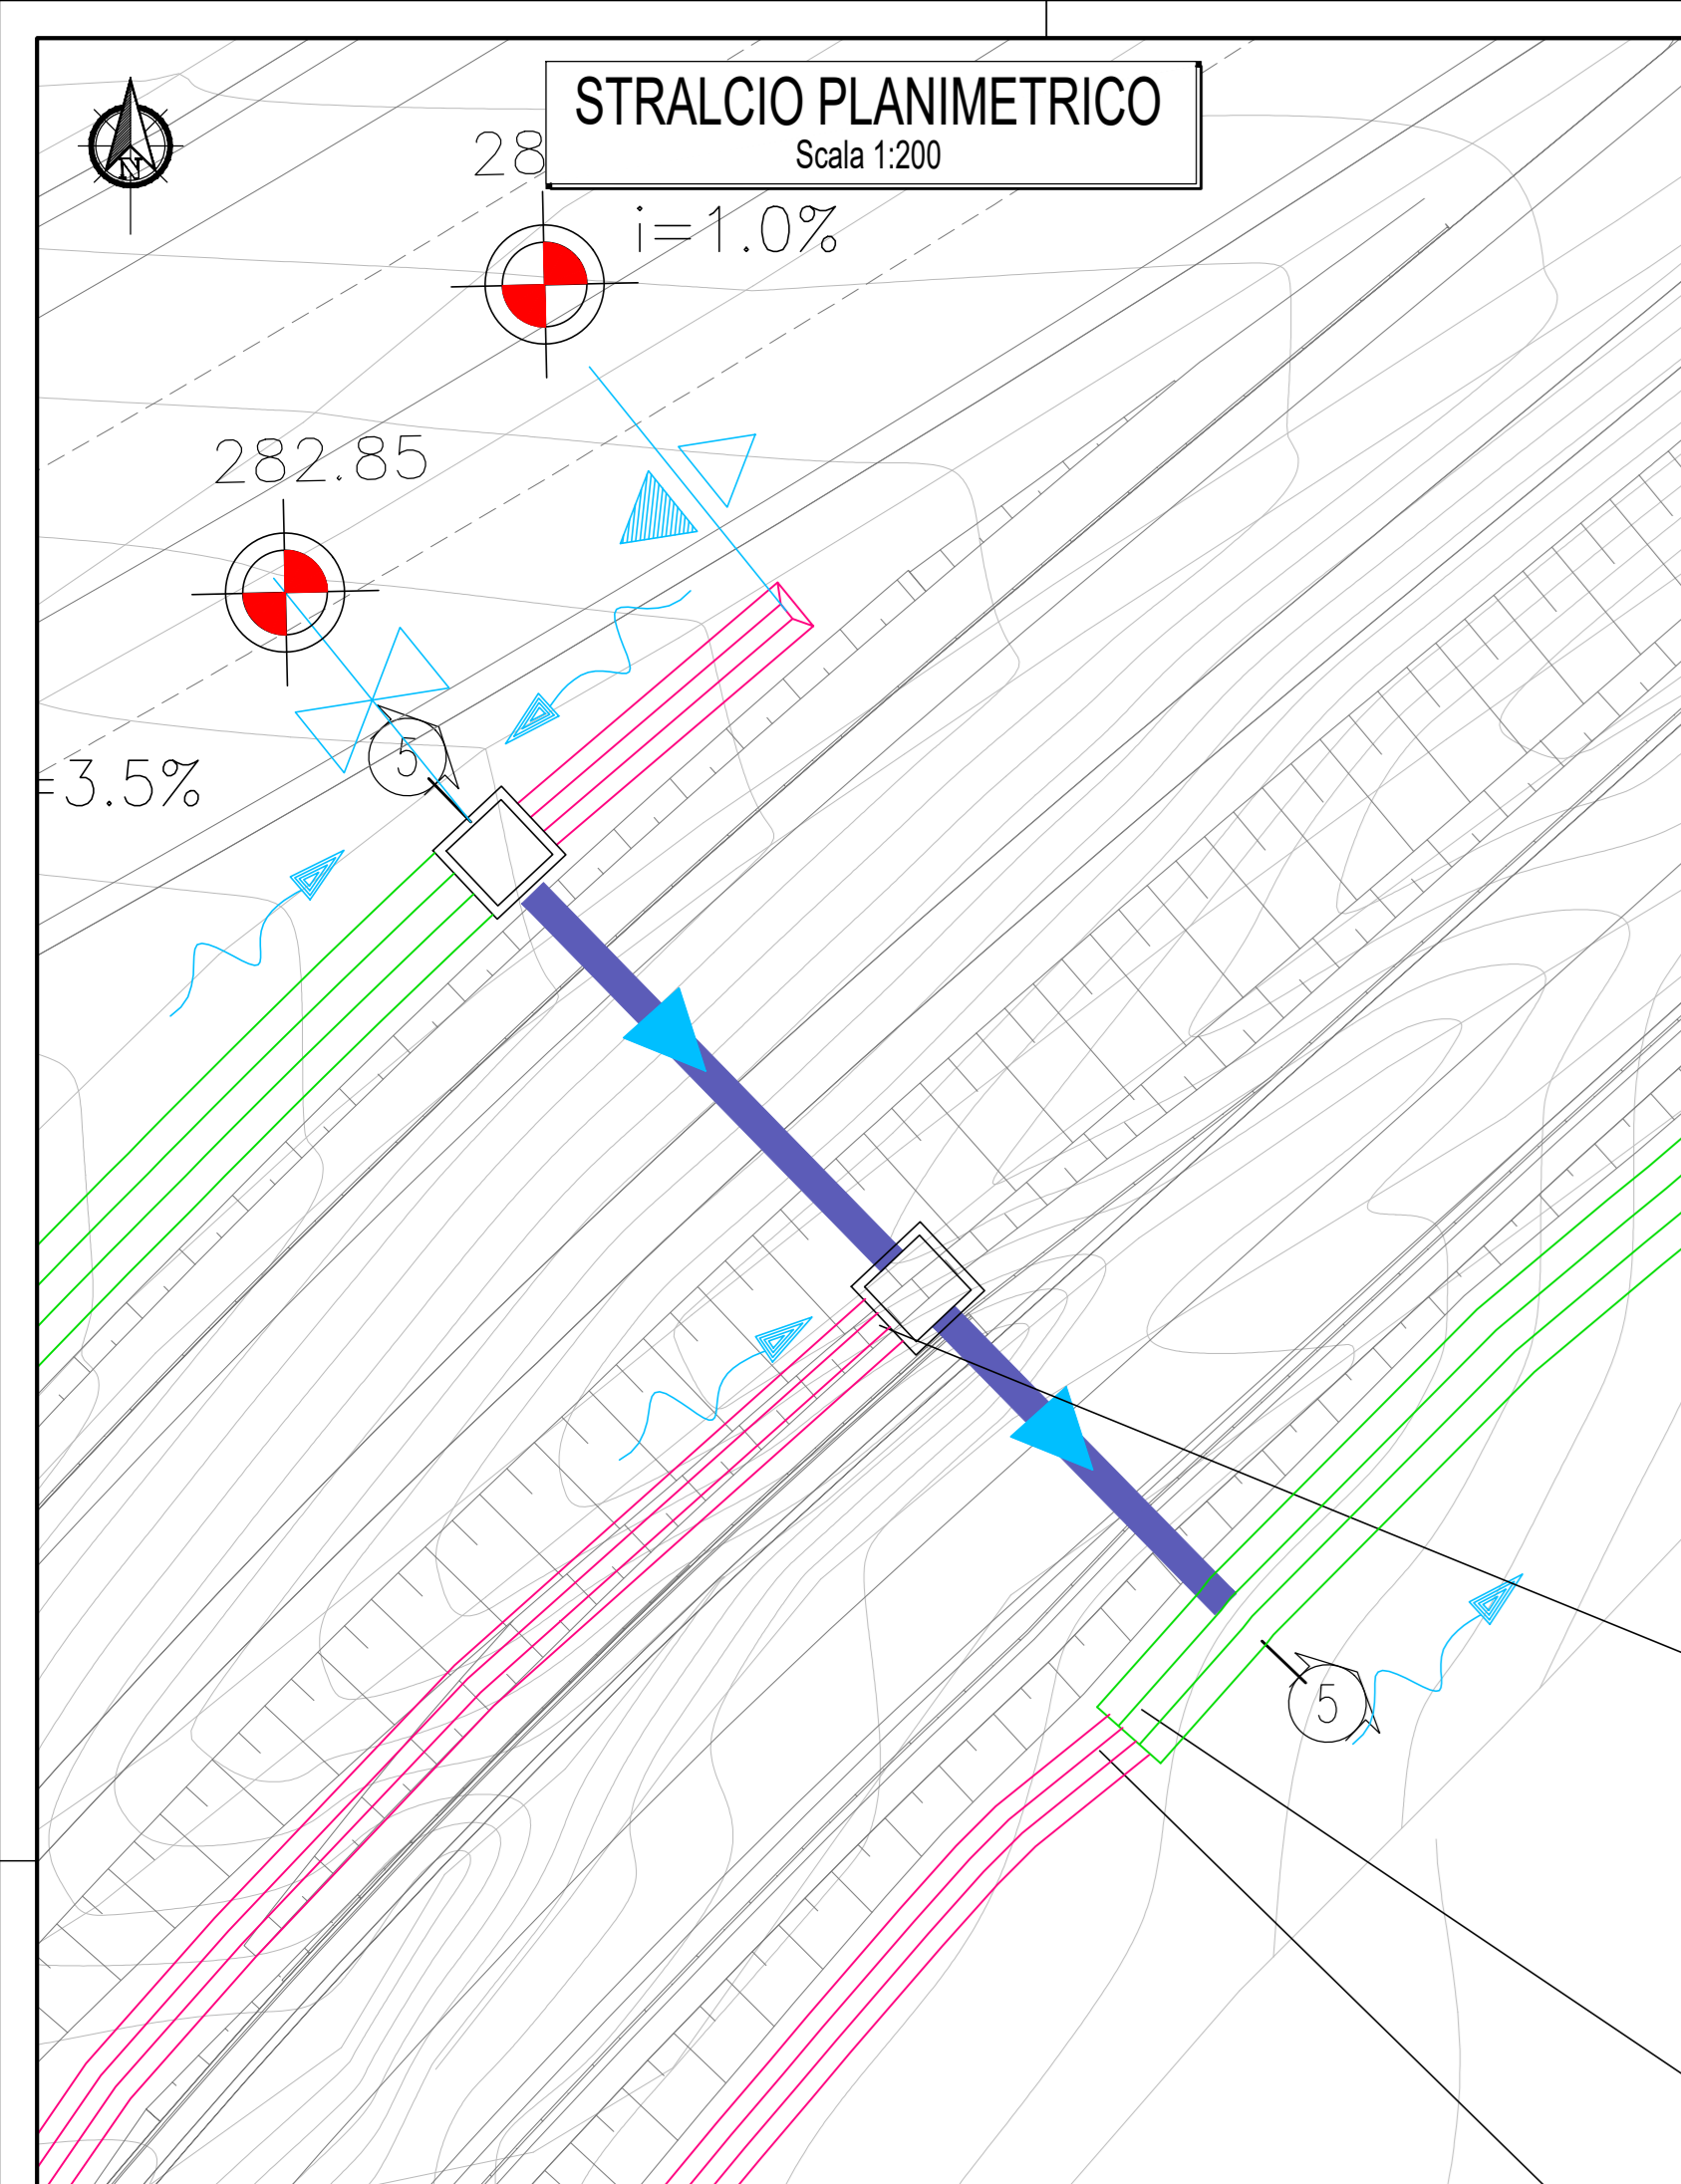 STRALCIO PLANIMETRICO
Scala 1:200
N
28
i=1.0%
282.85
5
=3.5%
5